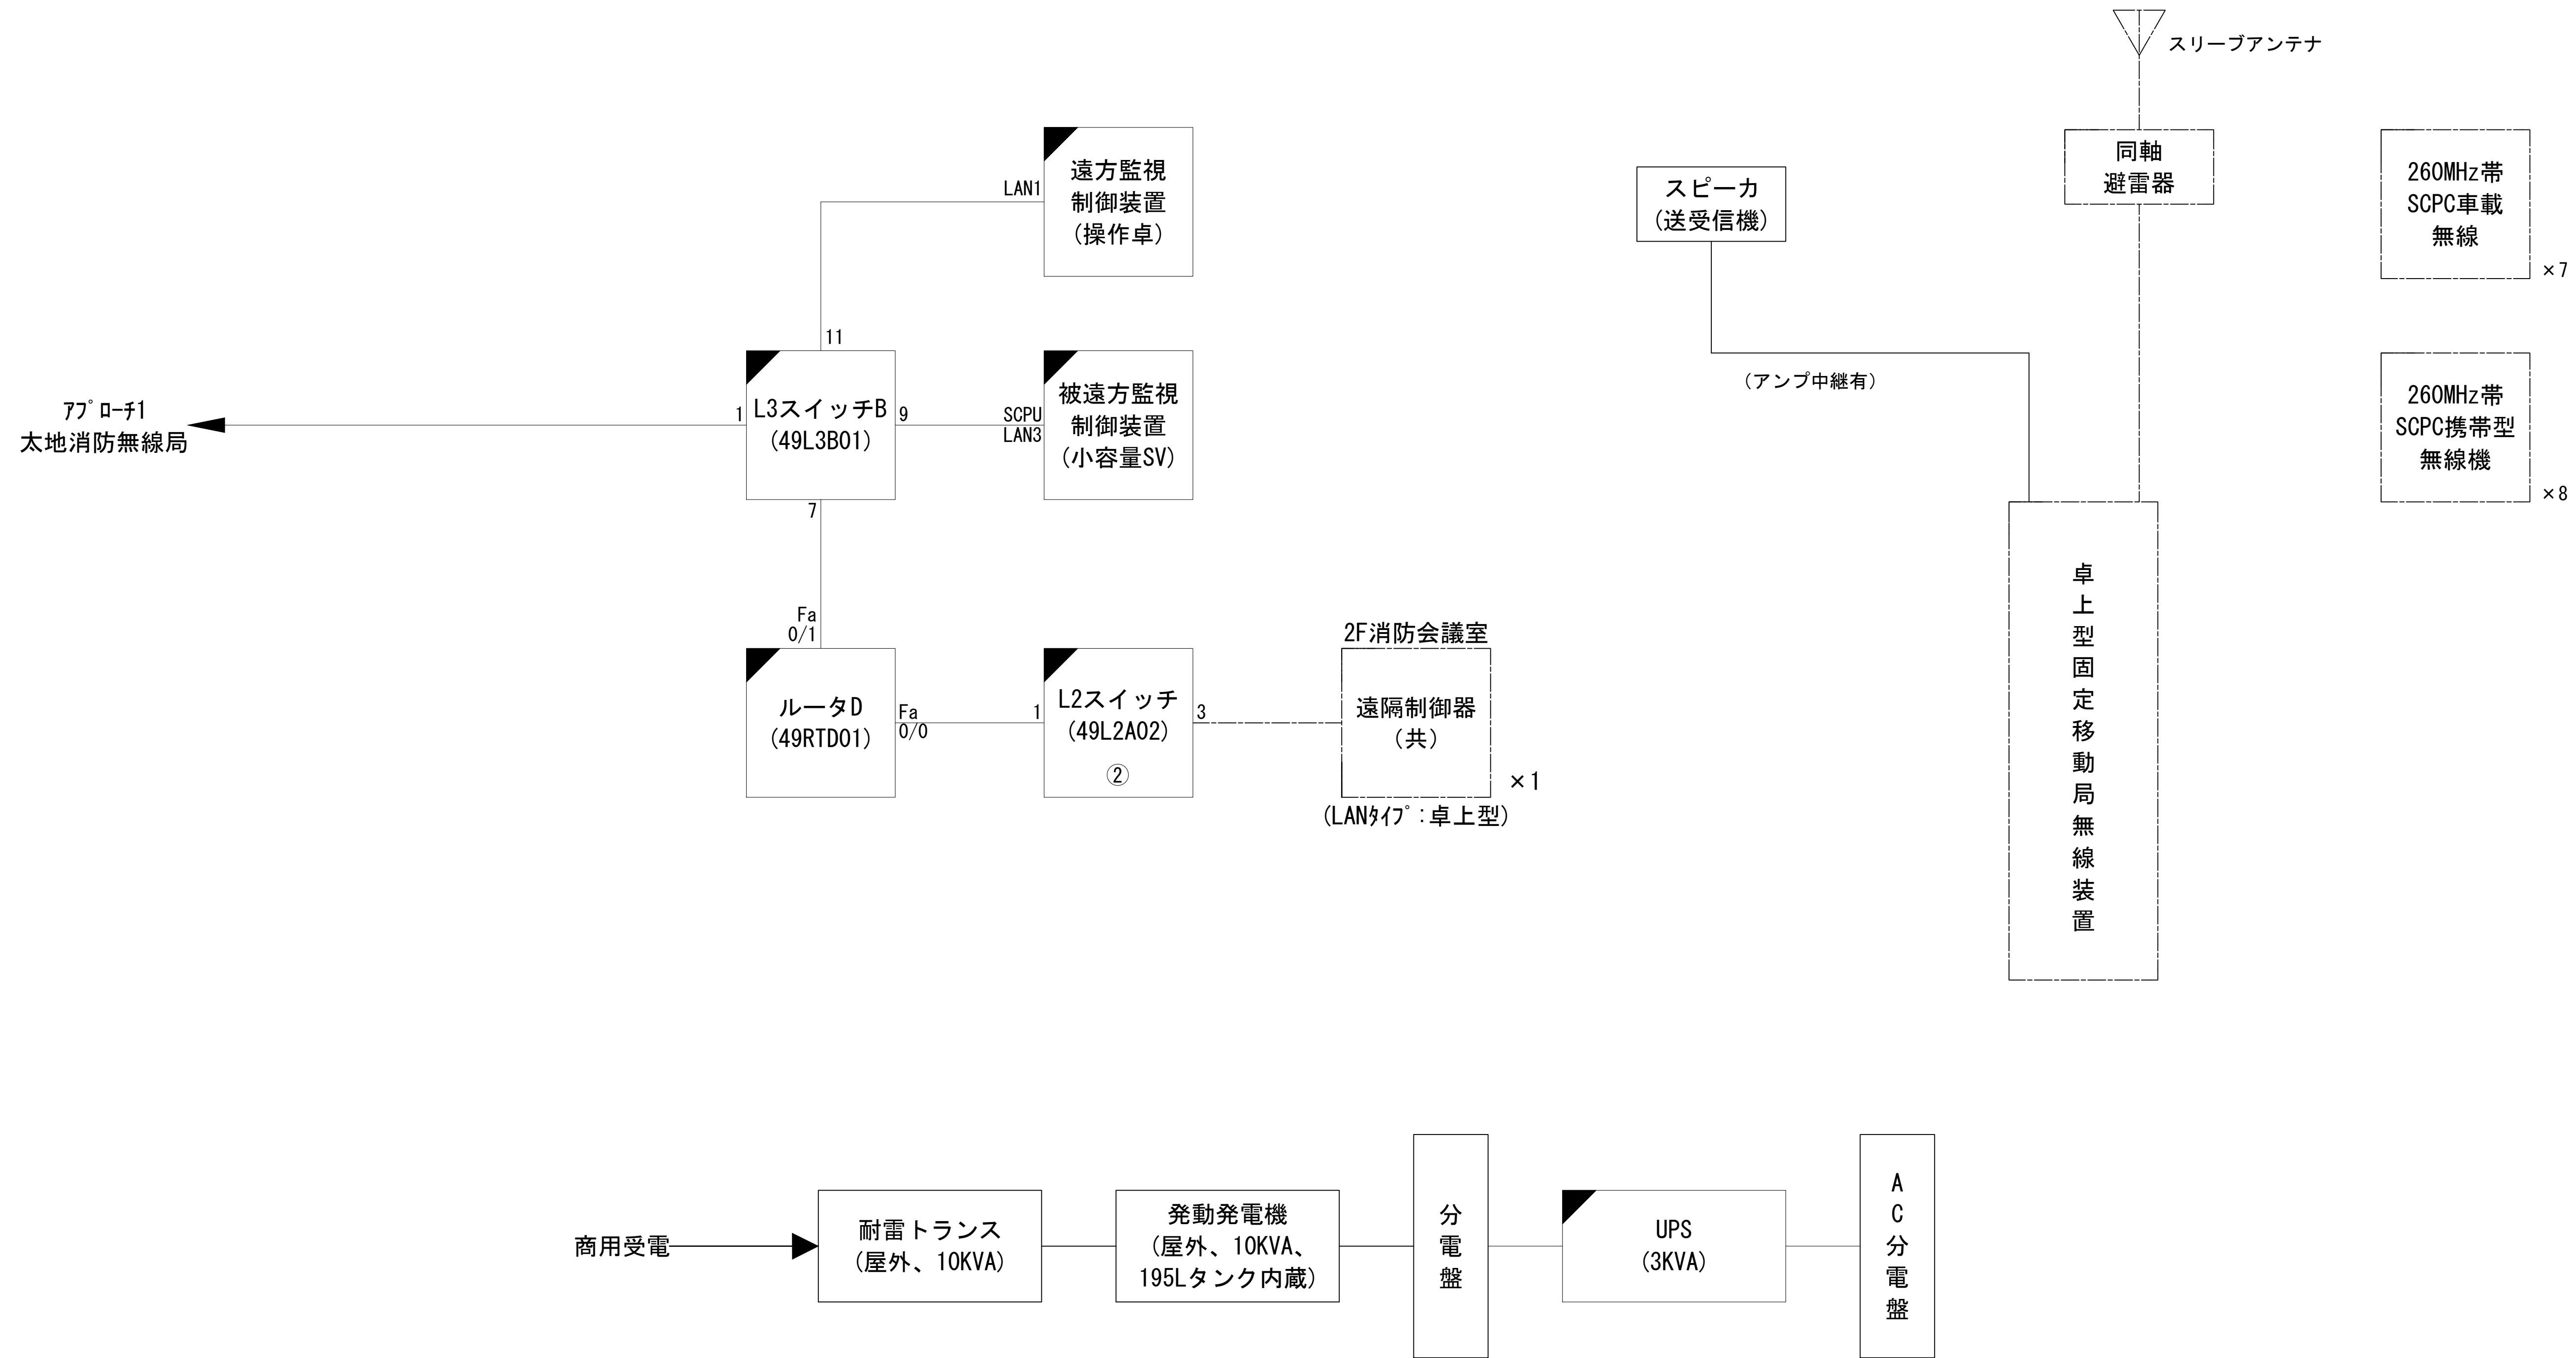 スリーブアンテナ
遠方監視
制御装置
(操作卓)
LAN1
スピーカ
(送受信機)
同軸
避雷器
260MHz帯
SCPC車載
無線
×7
11
L3スイッチB
(49L3B01)
1
9
7
SCPU
LAN3
被遠方監視
制御装置
(小容量SV)
(アンプ中継有)
260MHz帯
SCPC携帯型
無線機
×8
ｱﾌﾟﾛｰﾁ1
太地消防無線局
Fa
0/1
ルータD
(49RTD01)
Fa
0/0
1
L2スイッチ
(49L2A02)
②
3
2F消防会議室
遠隔制御器
(共)
×1
(LANﾀｲﾌﾟ:卓上型)
卓上型固定移動局無線装置
商用受電
耐雷トランス
(屋外、10KVA)
発動発電機
(屋外、10KVA、
195Lタンク内蔵)
分電盤
UPS
(3KVA)
AC分電盤